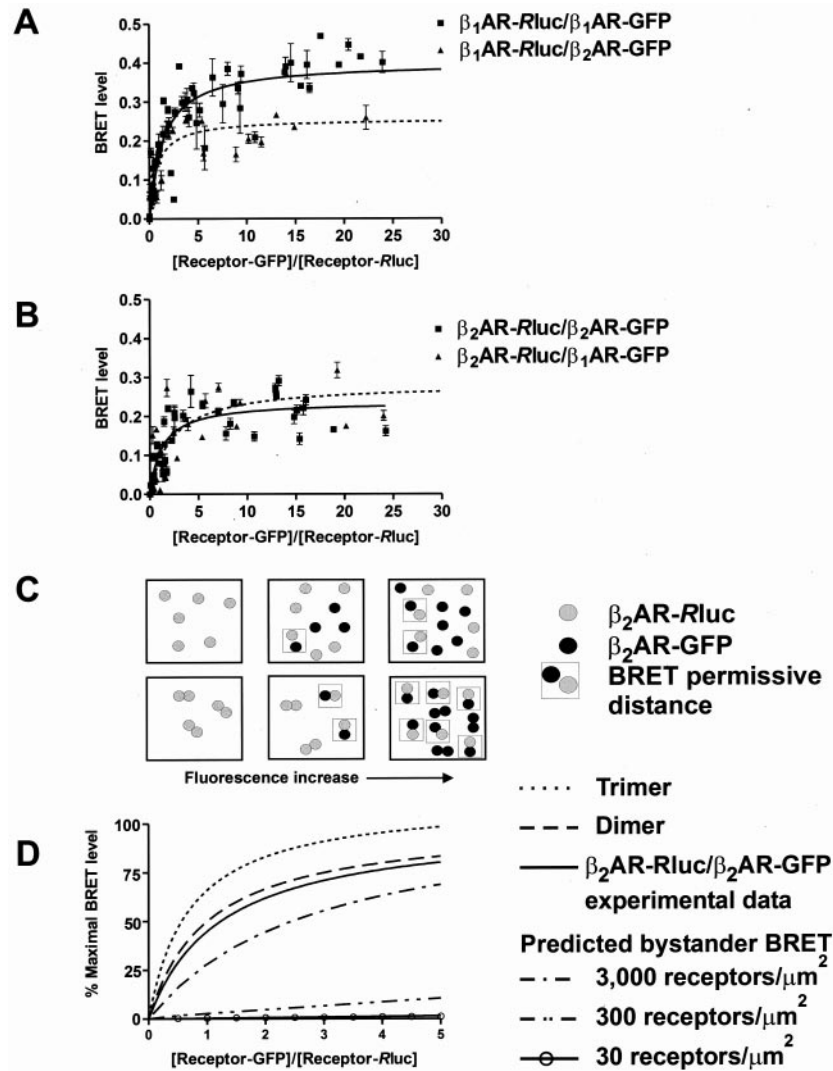 A
0.5
0.4
0.3
0.2
0.1
0.0
BRET level
0 5 10 15 20 25 30
[Receptor-GFP]/[Receptor-Rluc]
β₁AR-Rluc/β₁AR-GFP
β₁AR-Rluc/β₂AR-GFP
B
0.5
0.4
0.3
0.2
0.1
0.0
BRET level
0 5 10 15 20 25 30
[Receptor-GFP]/[Receptor-Rluc]
β₂AR-Rluc/β₂AR-GFP
β₂AR-Rluc/β₁AR-GFP
C
β₂AR-Rluc
β₂AR-GFP
BRET permissive
distance
Fluorescence increase
D
100
75
50
25
0
% Maximal BRET level
0 1 2 3 4 5
[Receptor-GFP]/[Receptor-Rluc]
Trimer
Dimer
β₂AR-Rluc/β₂AR-GFP
experimental data
Predicted bystander BRET
3,000 receptors/μm²
300 receptors/μm²
30 receptors/μm²